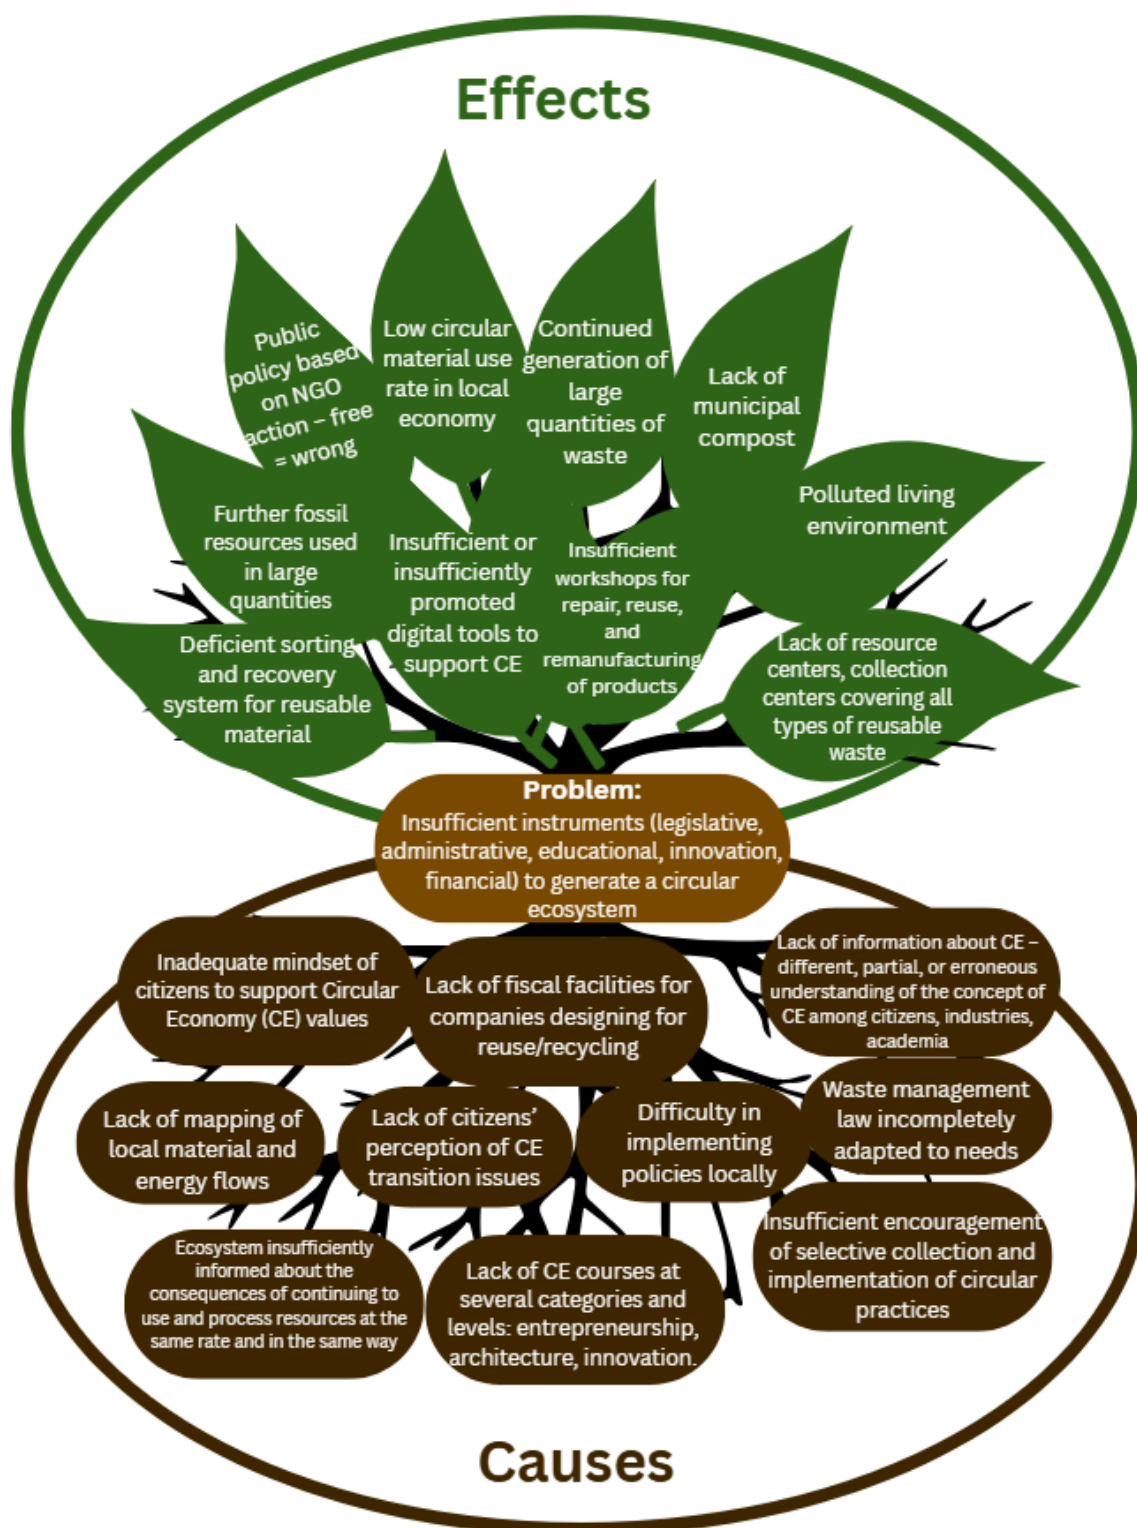 Effects
Public
policy based
on NGO
action – free
= wrong
Low circular
material use
rate in local
economy
Continued
generation of
large
quantities of
waste
Lack of
municipal
compost
Polluted living
environment
Further fossil
resources used
in large
quantities
Insufficient or
insufficiently
promoted
digital tools to
support CE
Insufficient
workshops for
repair, reuse,
and
remanufacturing
of products
Deficient sorting
and recovery
system for reusable
material
Lack of resource
centers, collection
centers covering all
types of reusable
waste
Problem:
Insufficient instruments (legislative,
administrative, educational, innovation,
financial) to generate a circular
ecosystem
Inadequate mindset of
citizens to support Circular
Economy (CE) values
Lack of fiscal facilities for
companies designing for
reuse/recycling
Lack of information about CE –
different, partial, or erroneous
understanding of the concept of
CE among citizens, industries,
academia
Lack of mapping of
local material and
energy flows
Lack of citizens’
perception of CE
transition issues
Difficulty in
implementing
policies locally
Waste management
law incompletely
adapted to needs
Ecosystem insufficiently
informed about the
consequences of continuing to
use and process resources at the
same rate and in the same way
Lack of CE courses at
several categories and
levels: entrepreneurship,
architecture, innovation.
Insufficient encouragement
of selective collection and
implementation of circular
practices
Causes